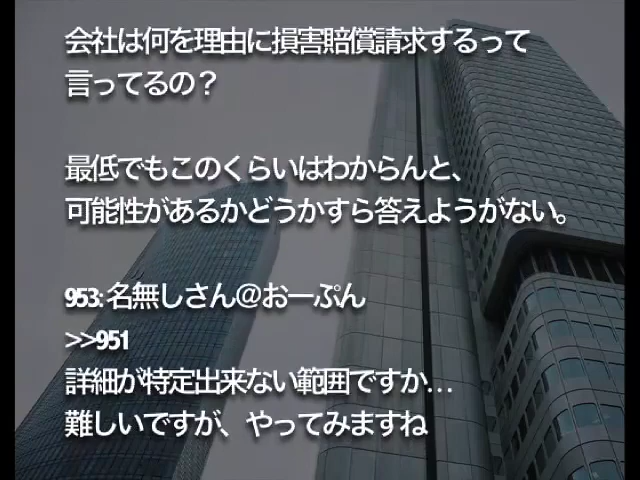 会社は何を理由に損害賠償請求するって
言ってるの？
最低でもこのくらいはわからんと、
可能性があるかどうかすら答えようがない。
953: 名無しさん＠おーぷん
>>951
詳細が特定出来ない範囲ですか…
難しいですが、やってみますね